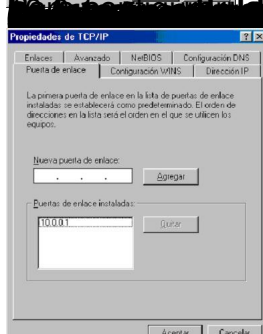 Propiedades de TCP/IP
Enlaces Avanzado NetBIOS Configuración DNS
Puerta de enlace Configuración WINS Dirección IP
La primera puerta de enlace en la lista de puertas de enlace
instaladas se establecerá como predeterminado. El orden de
direcciones en la lista será el orden en el que se utilicen los
equipos.
Nueva puerta de enlace:
. . . Agregar
Puertas de enlace instaladas:
10.0.0.1 Quitar
Aceptar Cancelar